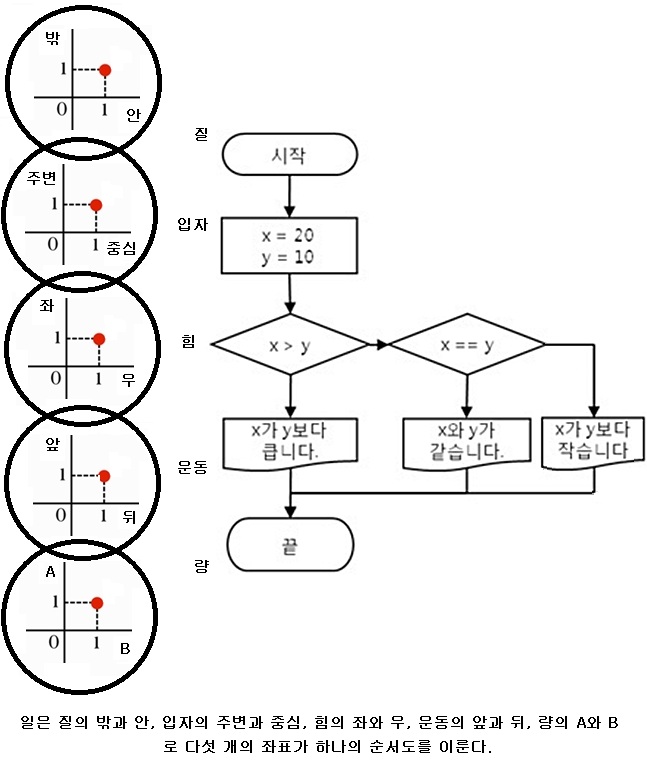 밖
1
0
1
안
주변
1
0
1
중심
좌
1
0
1
우
앞
1
0
1
뒤
A
1
0
1
B
질
입자
힘
운동
량
시작
x = 20
y = 10
x > y
x == y
x가 y보다
큽니다.
x와 y가
같습니다.
x가 y보다
작습니다
끝
일은 질의 밖과 안, 입자의 주변과 중심, 힘의 좌와 우, 운동의 앞과 뒤, 량의 A와 B
로 다섯 개의 좌표가 하나의 순서도를 이룬다.